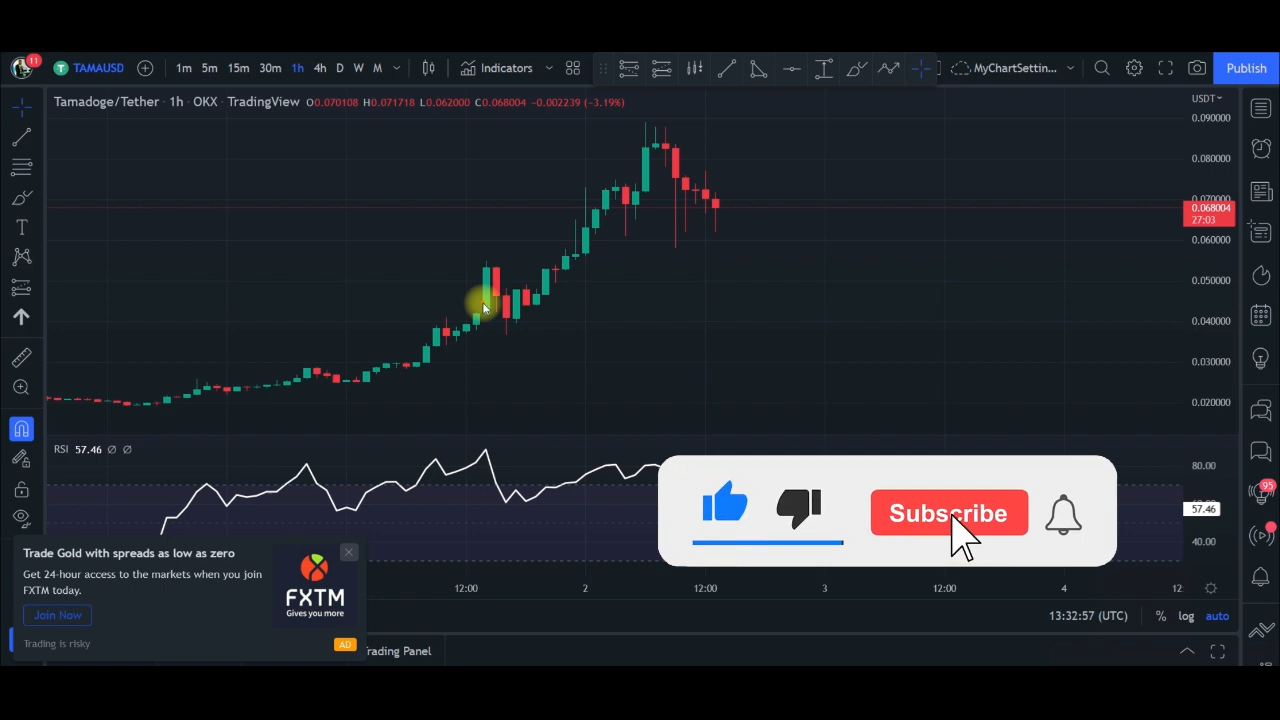 11
T TAMAUSD 1m 5m 15m 30m 1h 4h D W M Indicators MyChartSettin... Publish
Tamadoge/Tether · 1h · OKX · TradingView O0.070108 H0.071718 L0.062000 C0.068004 -0.002239 (-3.19%)
USDT
0.090000
0.080000
0.070000
0.068004
27:03
0.060000
0.050000
0.040000
0.030000
0.020000
RSI 57.46 Ø Ø
80.00
95
57.46
40.00
Subscribe
Trade Gold with spreads as low as zero
Get 24-hour access to the markets when you join
FXTM today.
Join Now
Trading is risky
FXTM
Gives you more
AD
12:00 2 12:00 3 12:00 4 12
13:32:57 (UTC) % log auto
Trading Panel